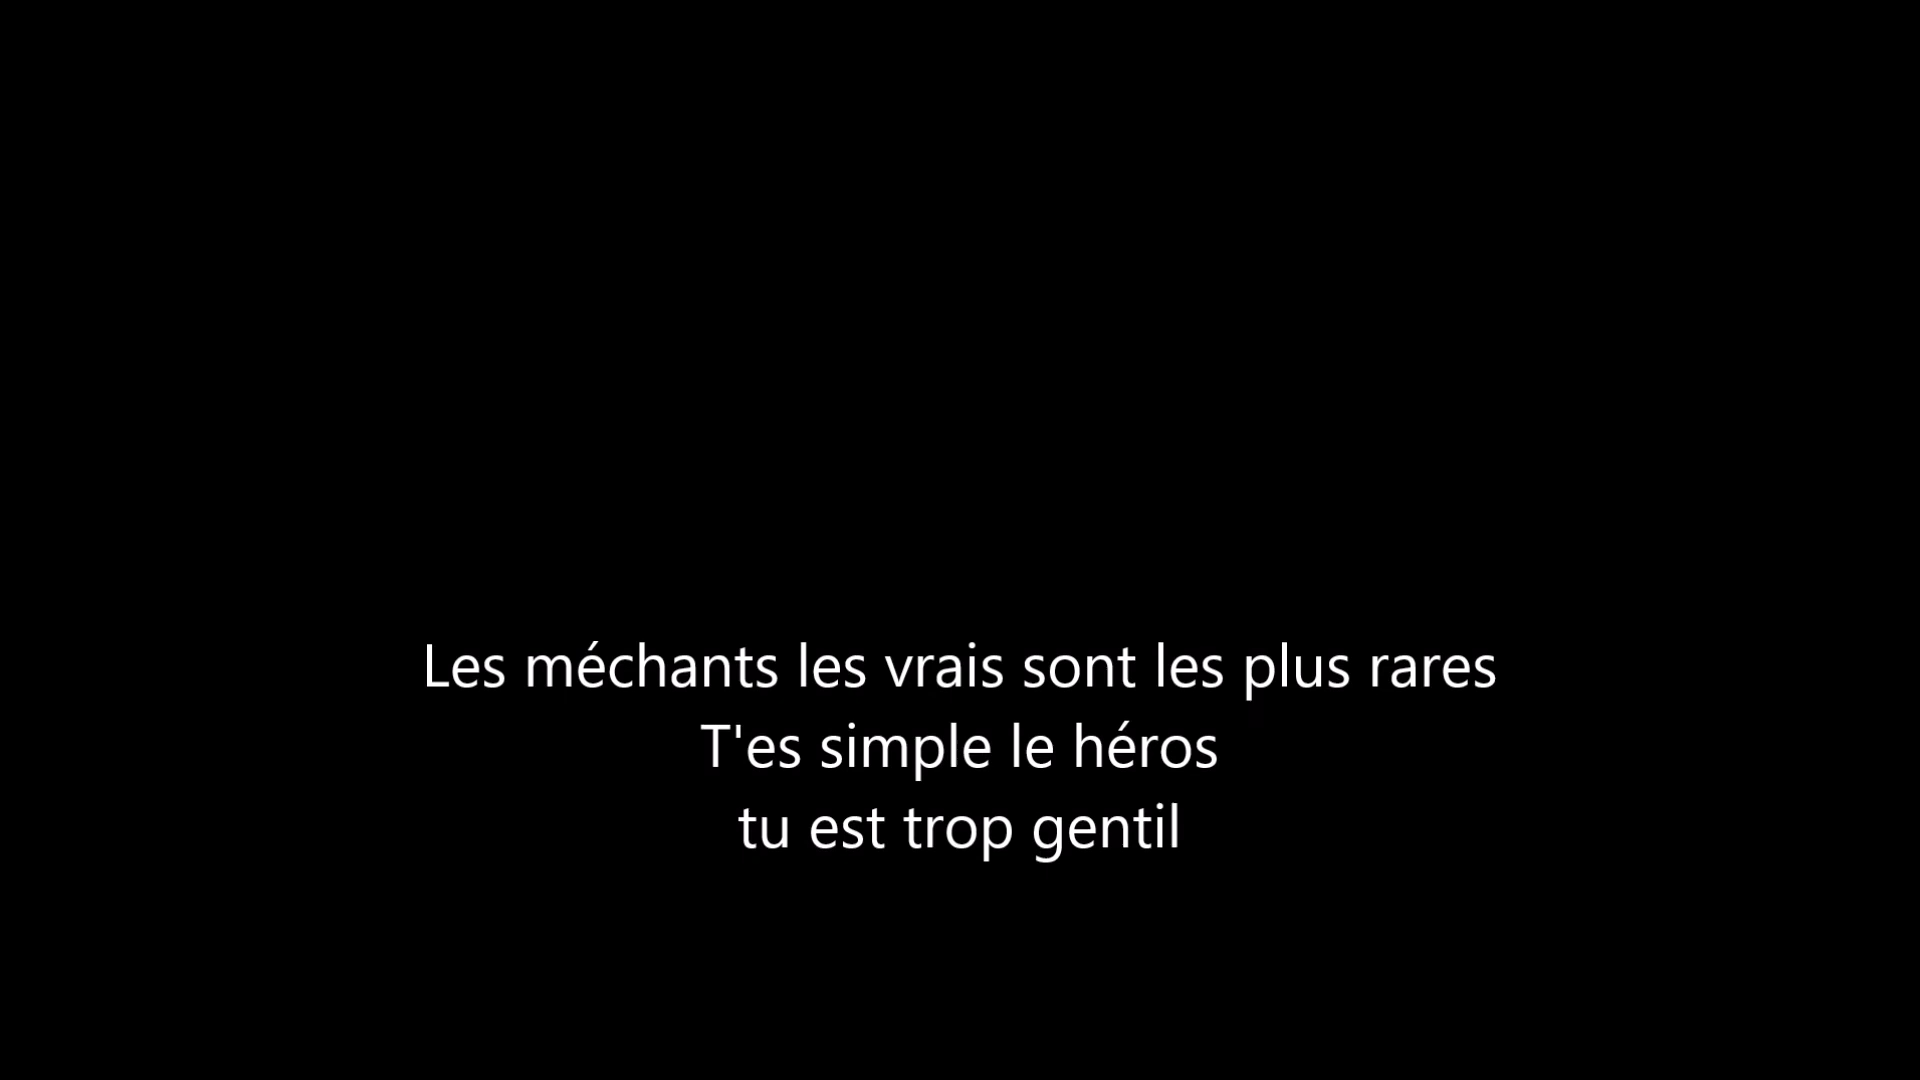 Les méchants les vrais sont les plus rares
T'es simple le héros
tu est trop gentil